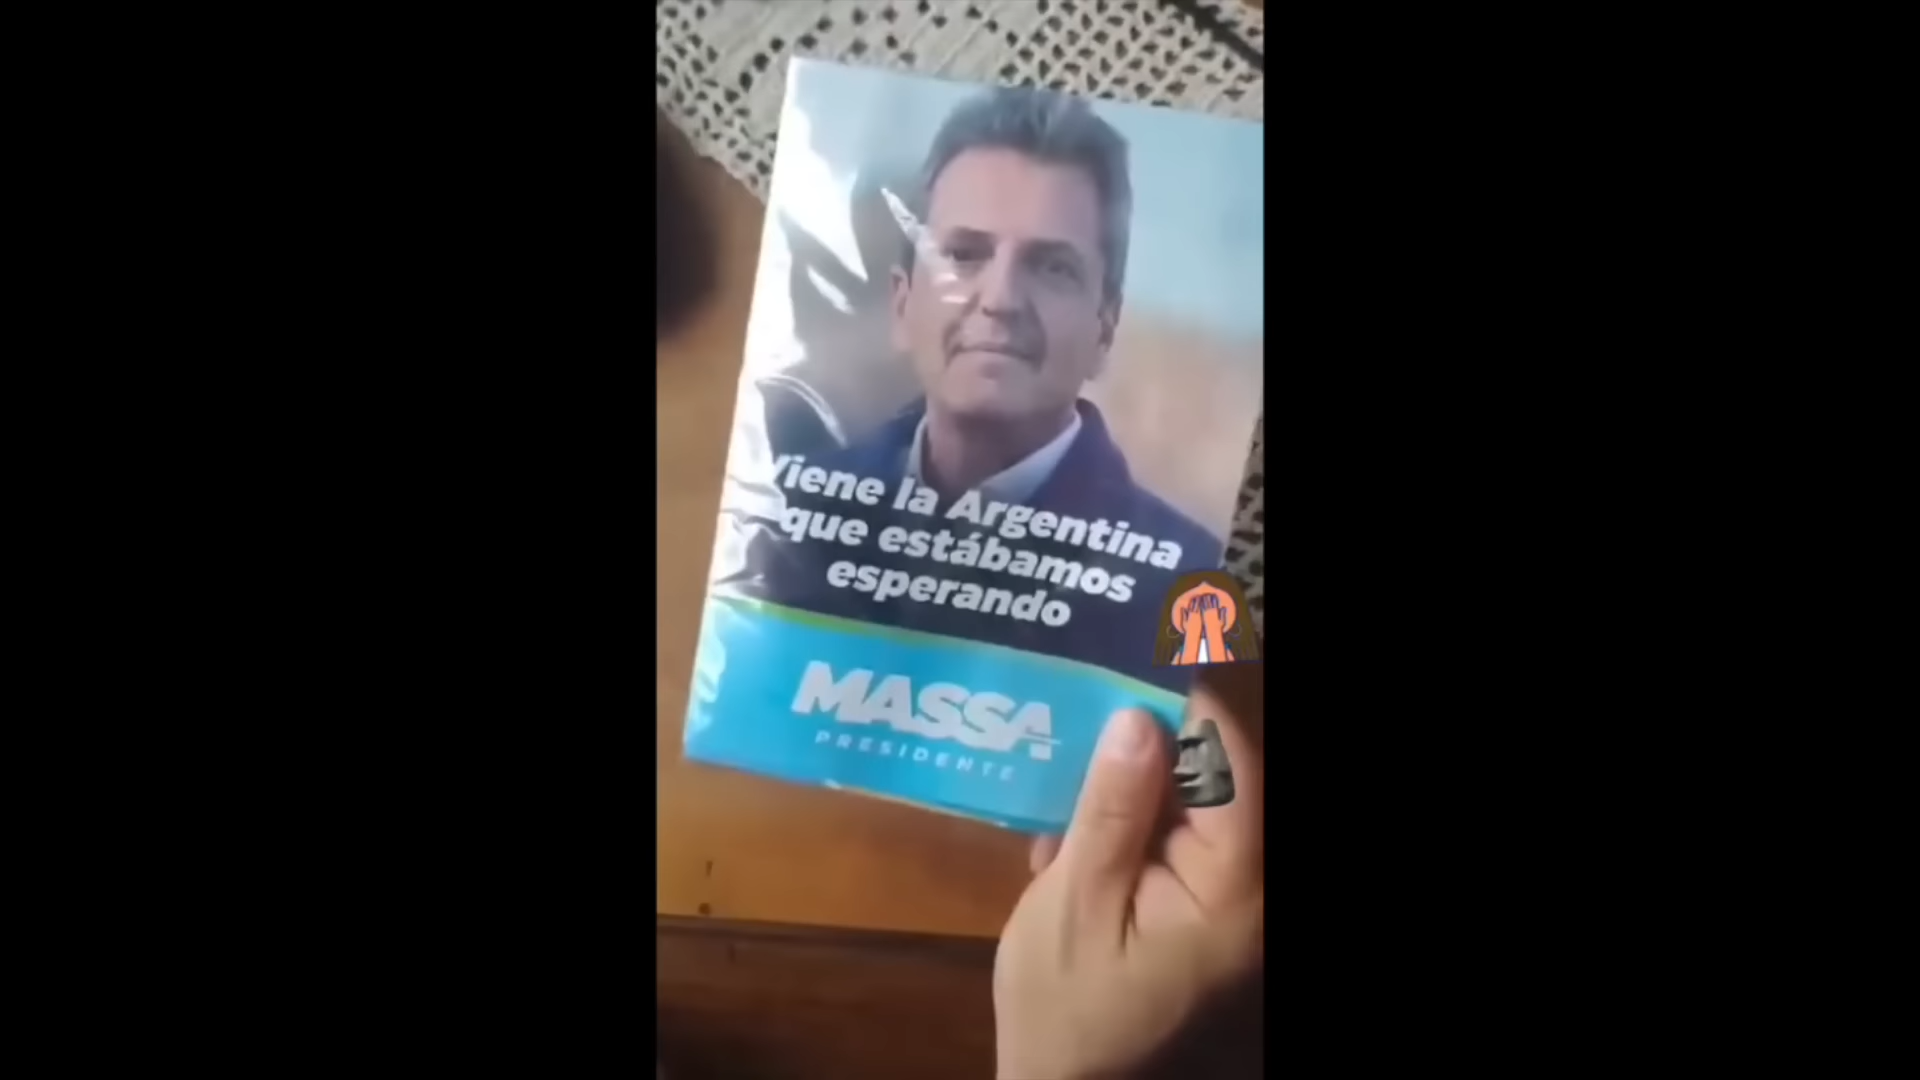 Viene la Argentina
que estábamos
esperando
MASSA
PRESIDENTE